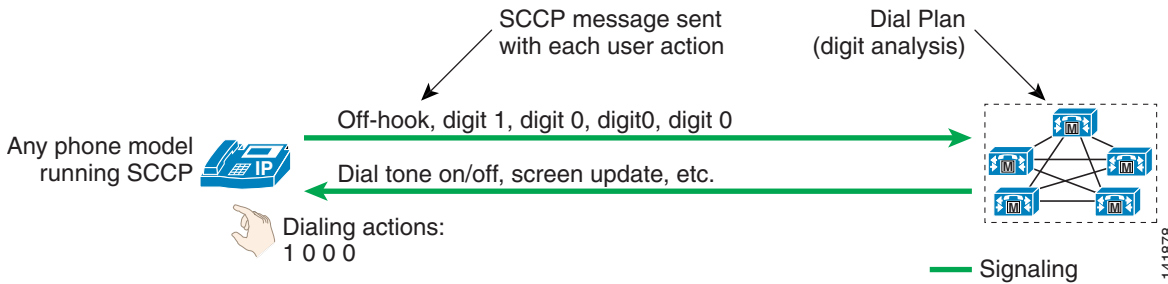 SCCP message sent
with each user action
Dial Plan
(digit analysis)
Off-hook, digit 1, digit 0, digit0, digit 0
Any phone model
running SCCP
IP
Dial tone on/off, screen update, etc.
Dialing actions:
1 0 0 0
M
M
M
M
M
Signaling
141878